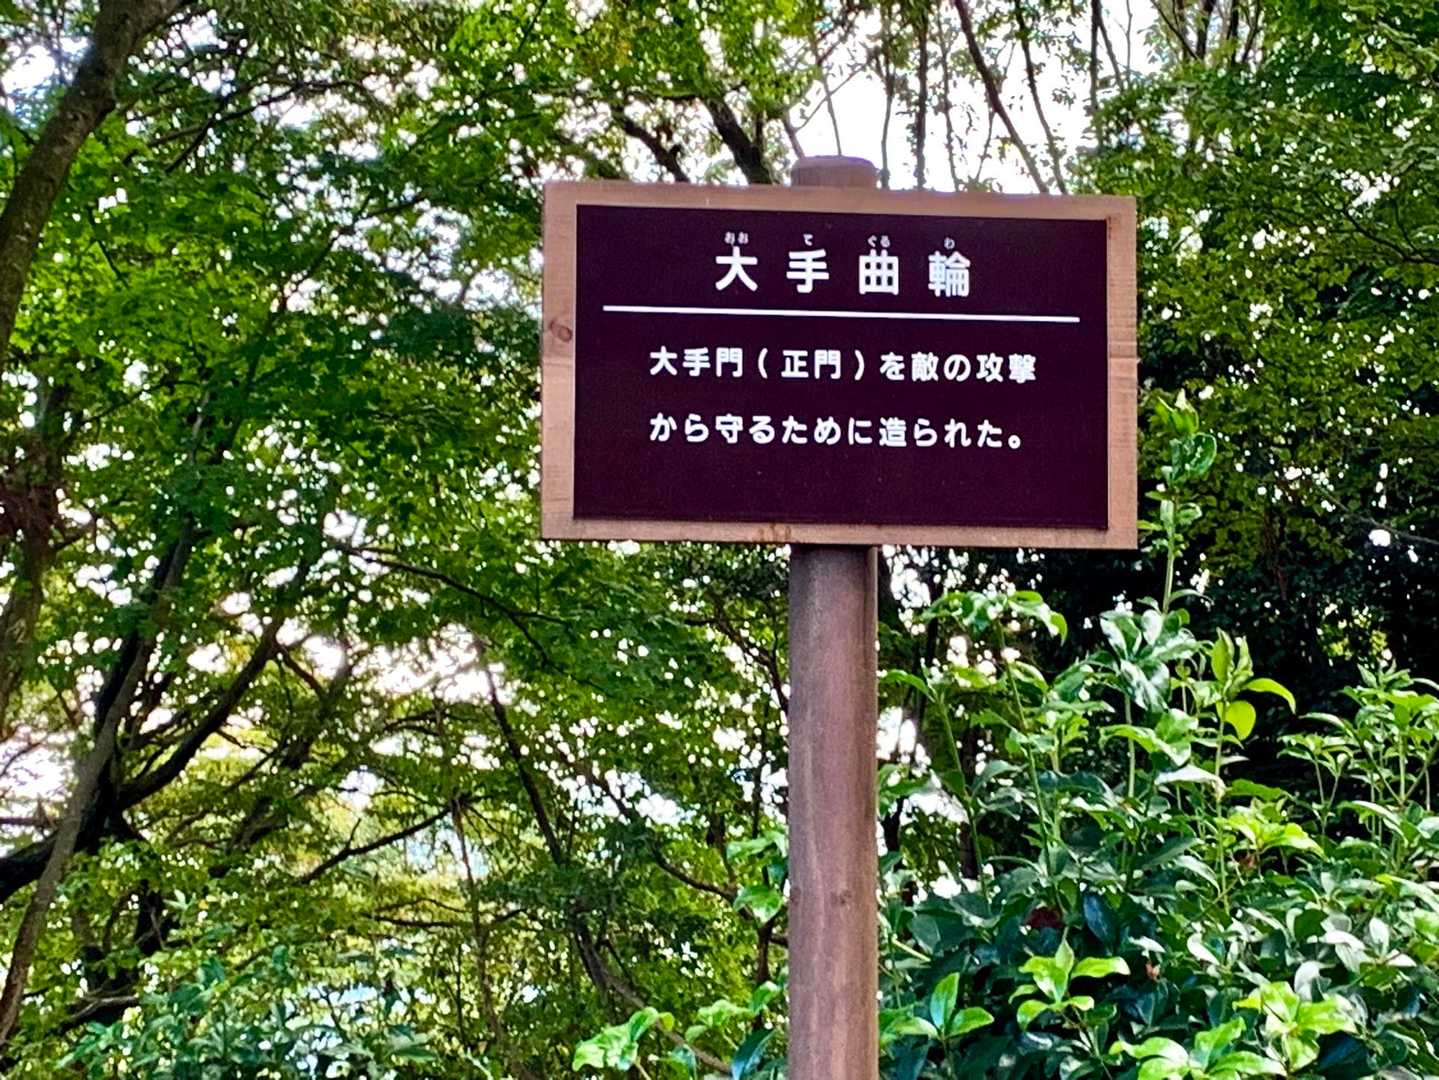 おお て ぐる わ
大手曲輪
大手門(正門)を敵の攻撃
から守るために造られた。